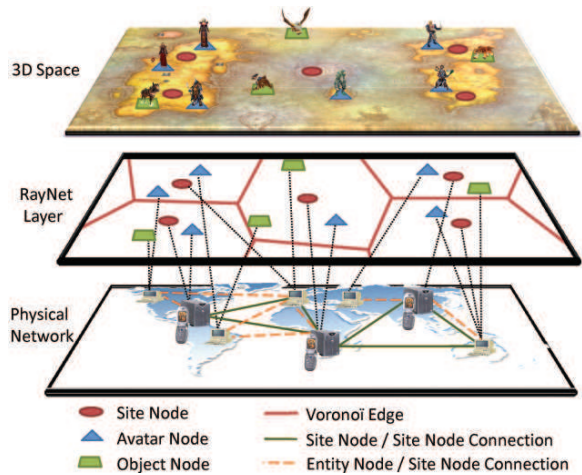 3D Space
RayNet
Layer
Physical
Network
Site Node
Voronoï Edge
Avatar Node
Site Node / Site Node Connection
Object Node
Entity Node / Site Node Connection